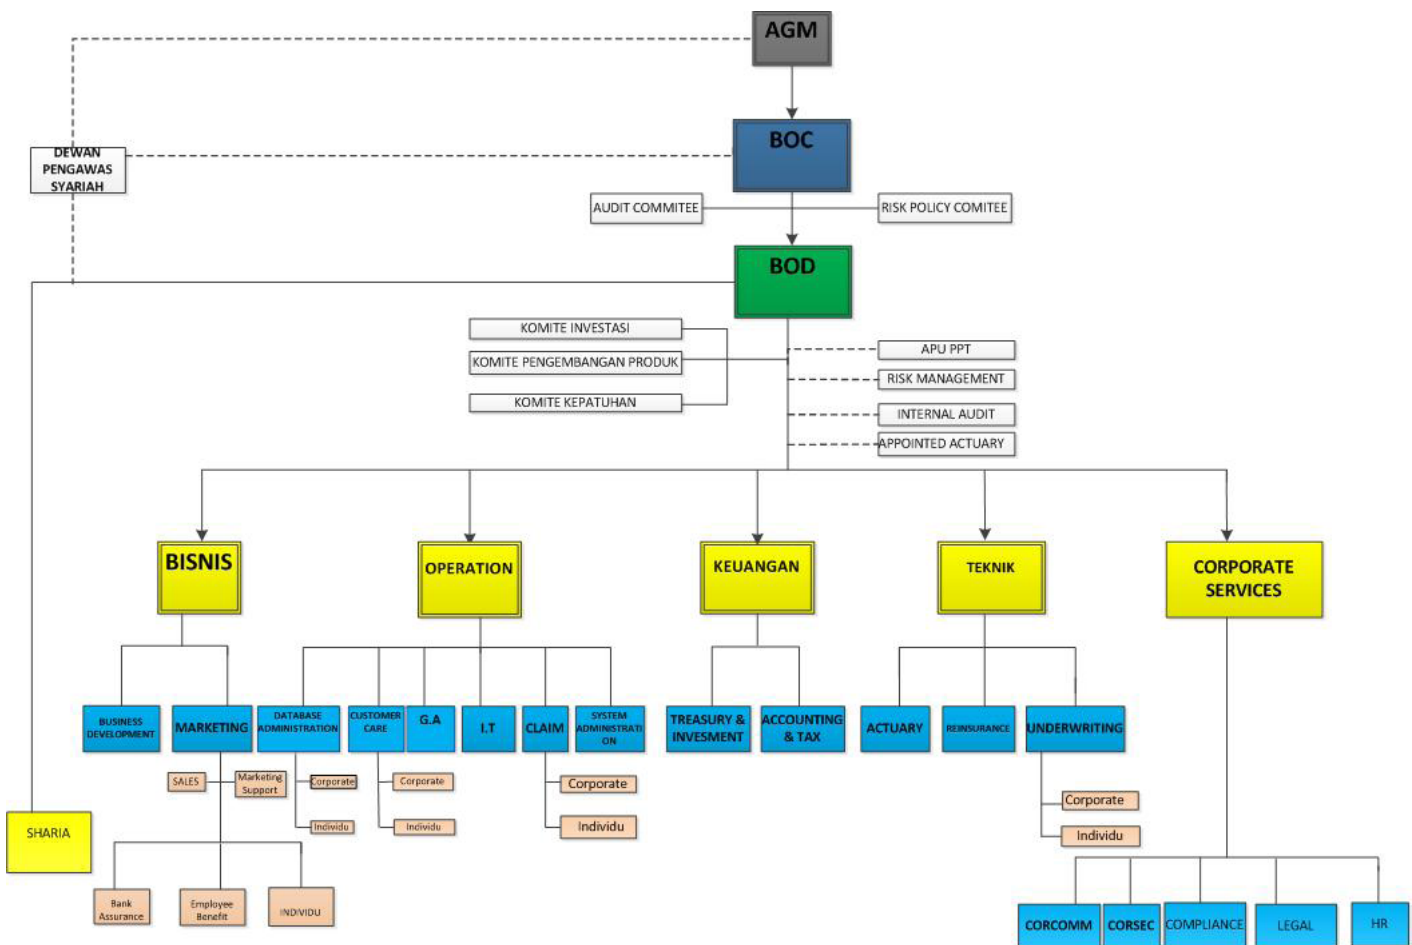 AGM
BOC
DEWAN
PENGAWAS
SYARIAH
AUDIT COMMITEE
RISK POLICY COMITEE
BOD
KOMITE INVESTASI
KOMITE PENGEMBANGAN PRODUK
KOMITE KEPATUHAN
APU PPT
RISK MANAGEMENT
INTERNAL AUDIT
APPOINTED ACTUARY
BISNIS
OPERATION
KEUANGAN
TEKNIK
CORPORATE
SERVICES
BUSINESS
DEVELOPMENT
MARKETING
DATABASE
ADMINISTRATION
CUSTOMER
CARE
G.A
I.T
CLAIM
SYSTEM
ADMINISTRATI
ON
TREASURY &
INVESMENT
ACCOUNTING
& TAX
ACTUARY
REINSURANCE
UNDERWRITING
SALES
Marketing
Support
Corporate
Individu
Corporate
Individu
Corporate
Individu
Corporate
Individu
SHARIA
Bank
Assurance
Employee
Benefit
INDIVIDU
CORCOMM
CORSEC
COMPLIANCE
LEGAL
HR